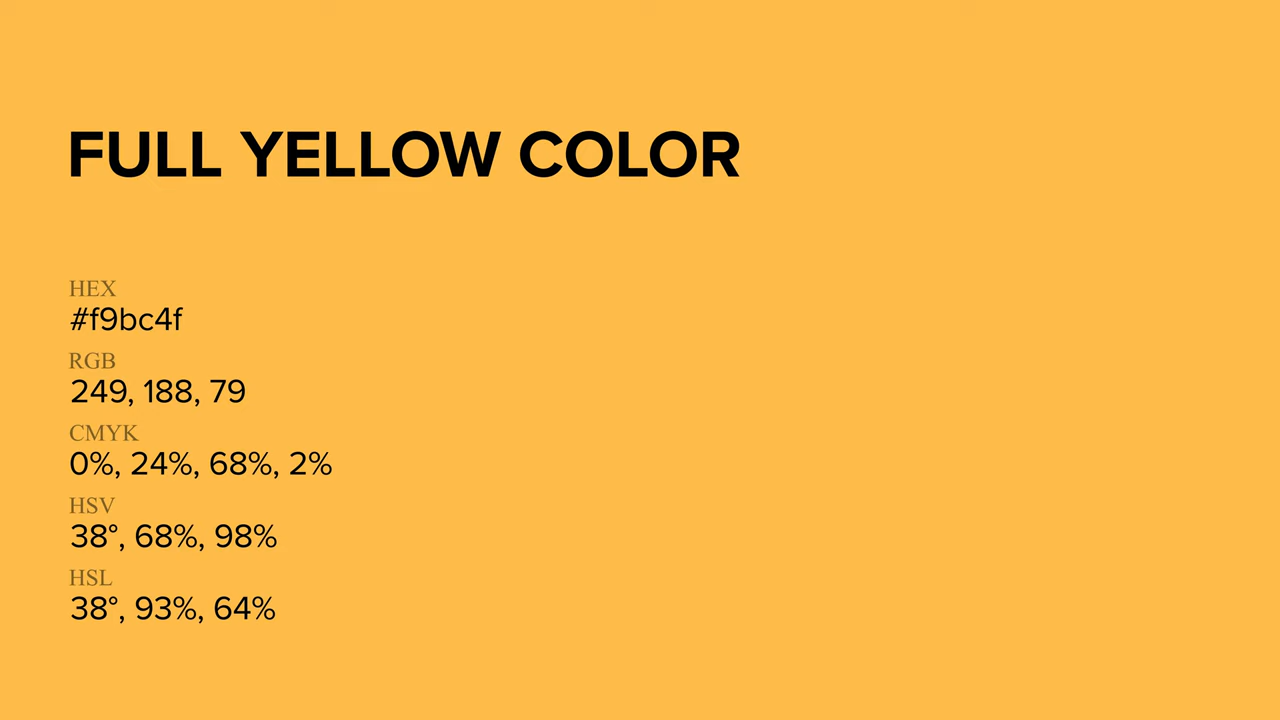 FULL YELLOW COLOR
HEX
#f9bc4f
RGB
249, 188, 79
CMYK
0%, 24%, 68%, 2%
HSV
38°, 68%, 98%
HSL
38°, 93%, 64%